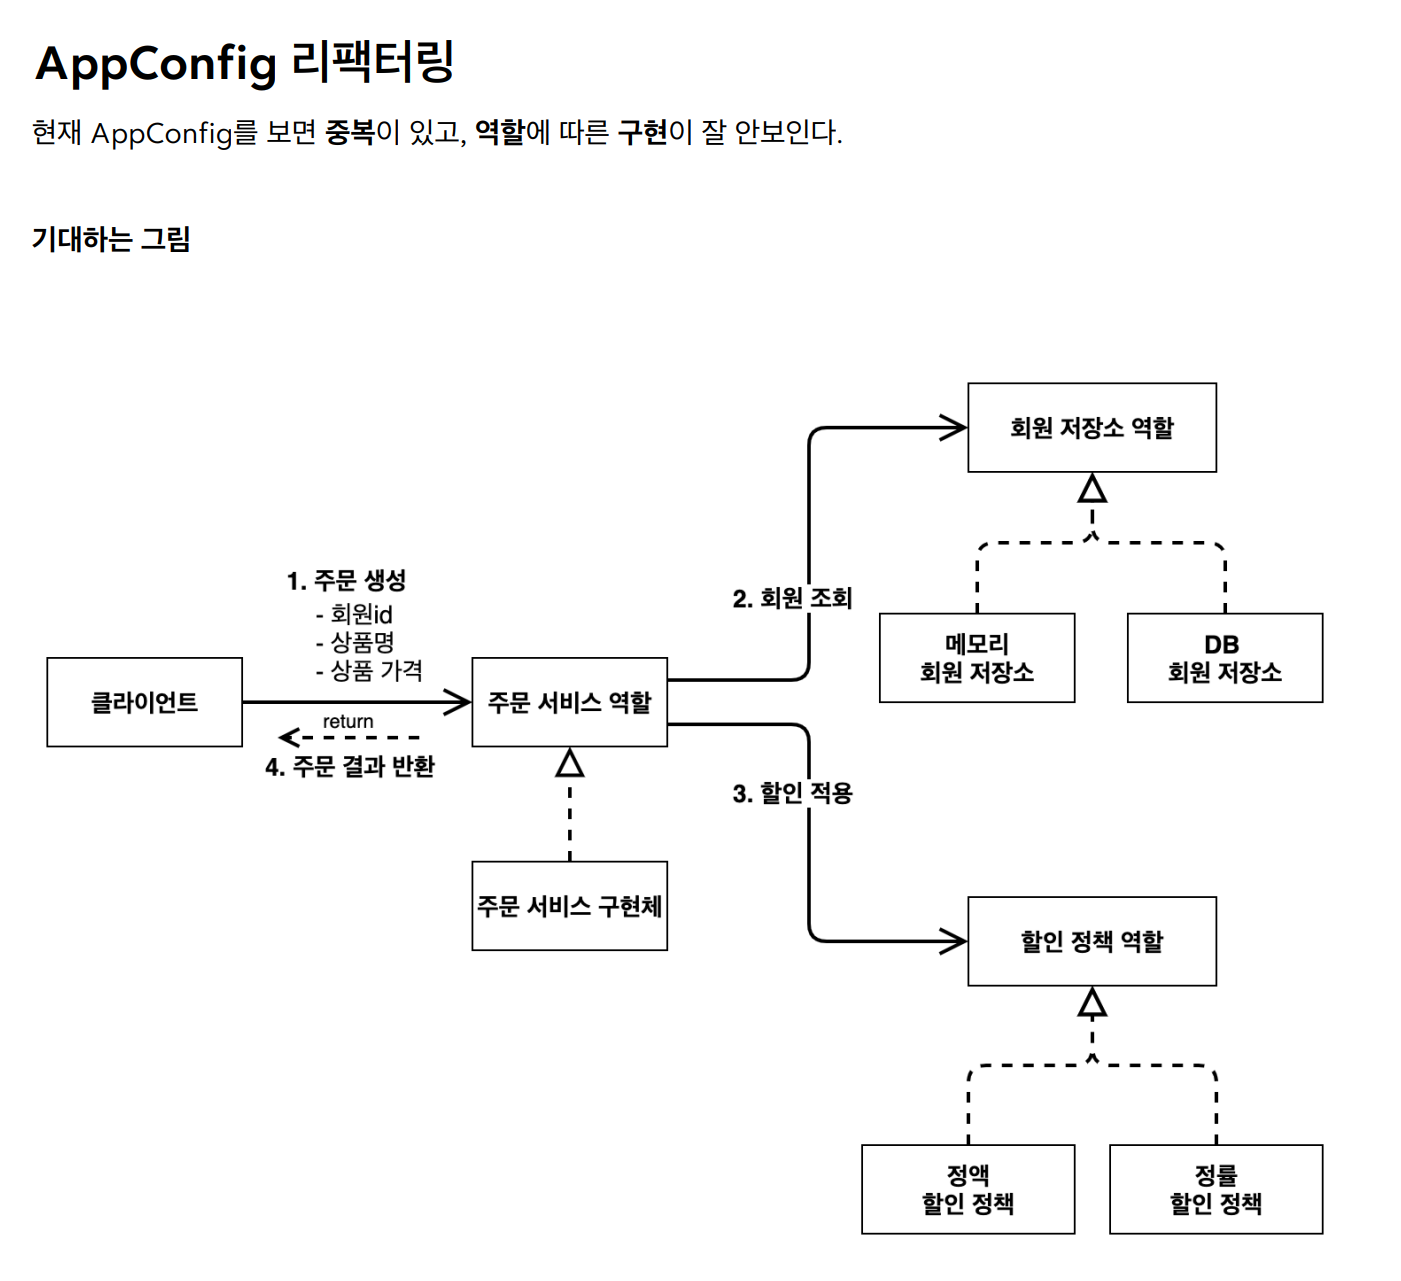 AppConfig 리팩터링
현재 AppConfig를 보면 중복이 있고, 역할에 따른 구현이 잘 안보인다.
기대하는 그림
회원 저장소 역할
1. 주문 생성
- 회원id
- 상품명
- 상품 가격
2. 회원 조회
메모리
회원 저장소
DB
회원 저장소
클라이언트
return
4. 주문 결과 반환
주문 서비스 역할
3. 할인 적용
주문 서비스 구현체
할인 정책 역할
정액
할인 정책
정률
할인 정책